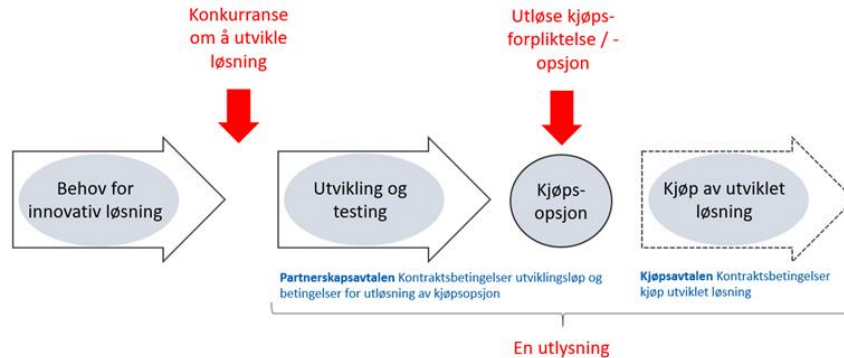 Konkurranse
om å utvikle
løsning
Utløse kjøps-
forpliktelse / -
opsjon
Behov for
innovativ løsning
Utvikling og
testing
Kjøps-
opsjon
Kjøp av utviklet
løsning
Partnerskapsavtalen Kontraktsbetingelser utviklingsløp og
betingelser for utløsning av kjøpsopsjon
Kjøpsavtalen Kontraktsbetingelser
kjøp utviklet løsning
En utlysning